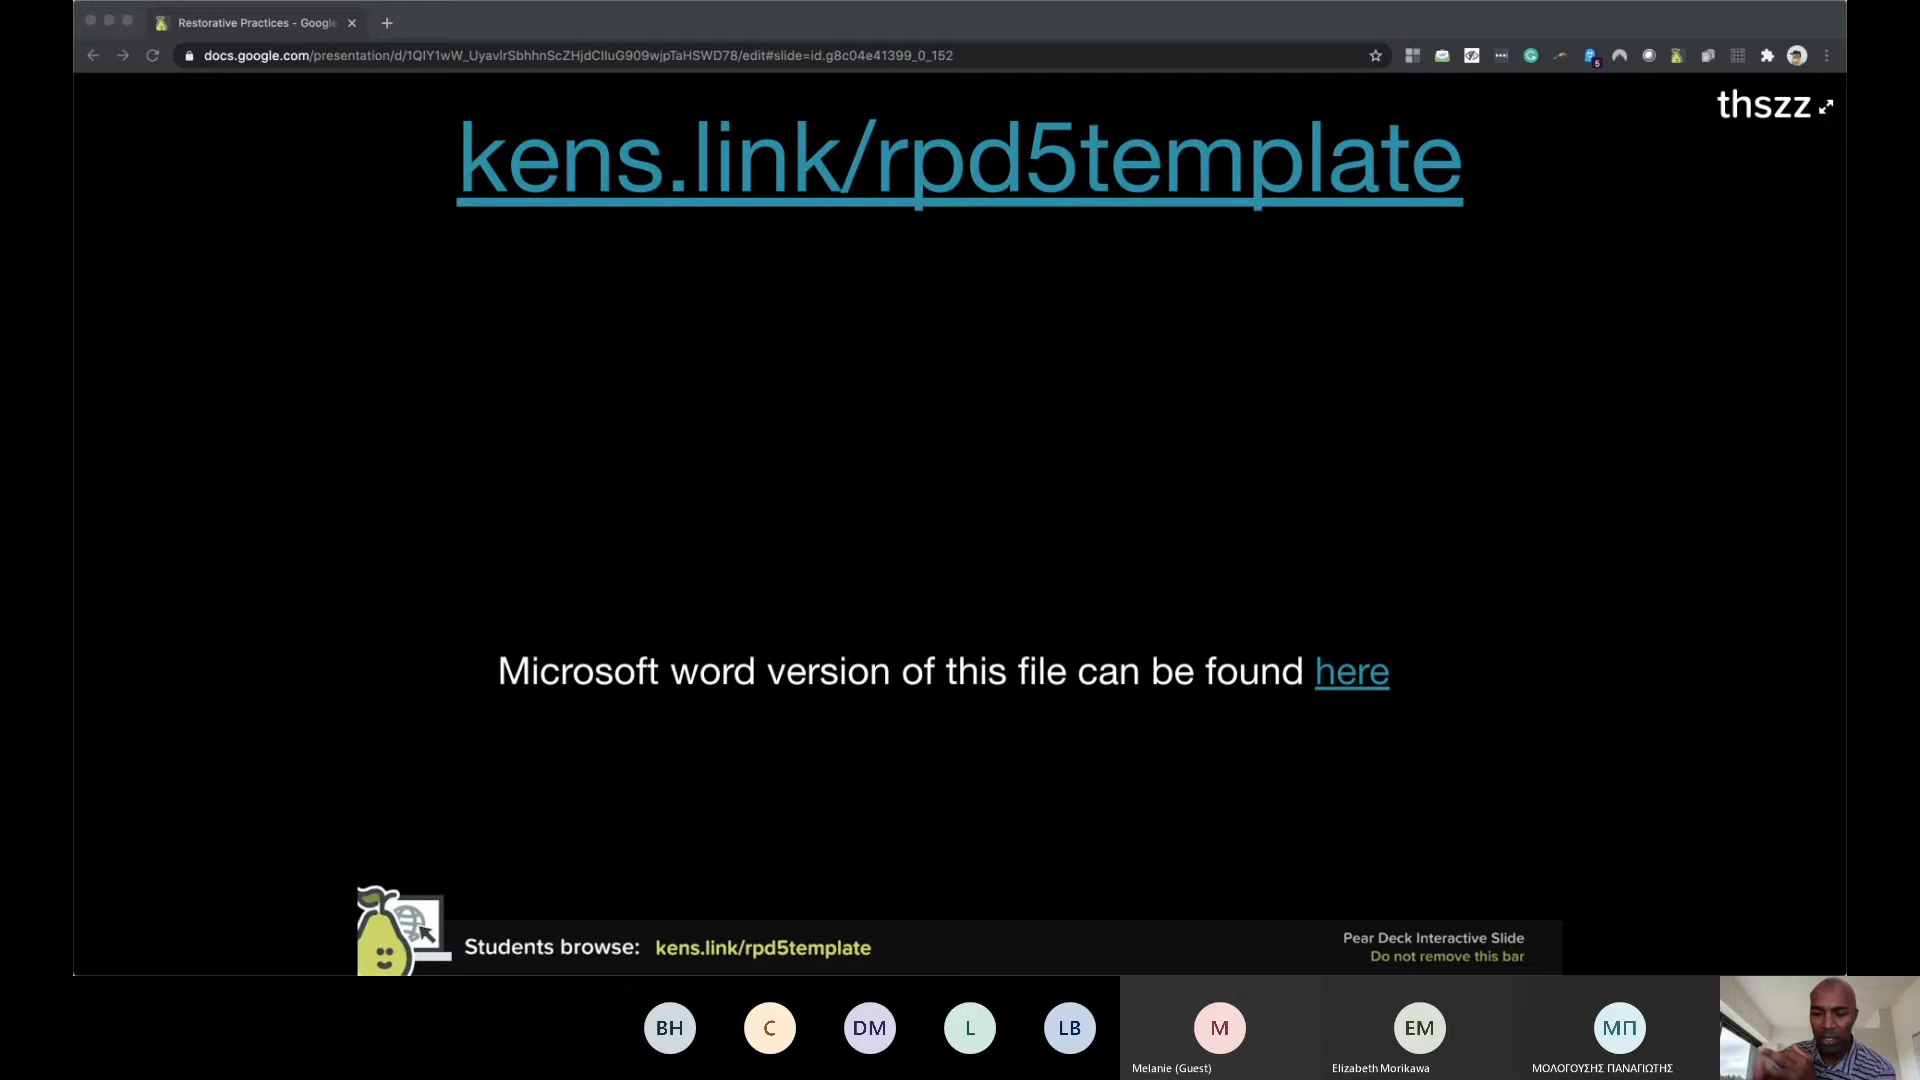 Restorative Practices - Google
docs.google.com/presentation/d/1QIY1wW_UyavIrSbhhnScZHjdCIIuG909wjpTaHSWD78/edit#slide=id.g8c04e41399_0_152
5
thszz
kens.link/rpd5template
Microsoft word version of this file can be found here
Students browse: kens.link/rpd5template
Pear Deck Interactive Slide
Do not remove this bar
BH
C
DM
L
LB
M
EM
ΜΠ
Melanie (Guest)
Elizabeth Morikawa
ΜΟΛΟΓΟΥΣΗΣ ΠΑΝΑΓΙΩΤΗΣ